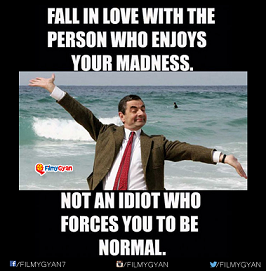 FALL IN LOVE WITH THE
PERSON WHO ENJOYS
YOUR MADNESS.
FilmyGyan
NOT AN IDIOT WHO
FORCES YOU TO BE
NORMAL.
/FILMYGYAN7 /FILMYGYAN /FILMYGYAN